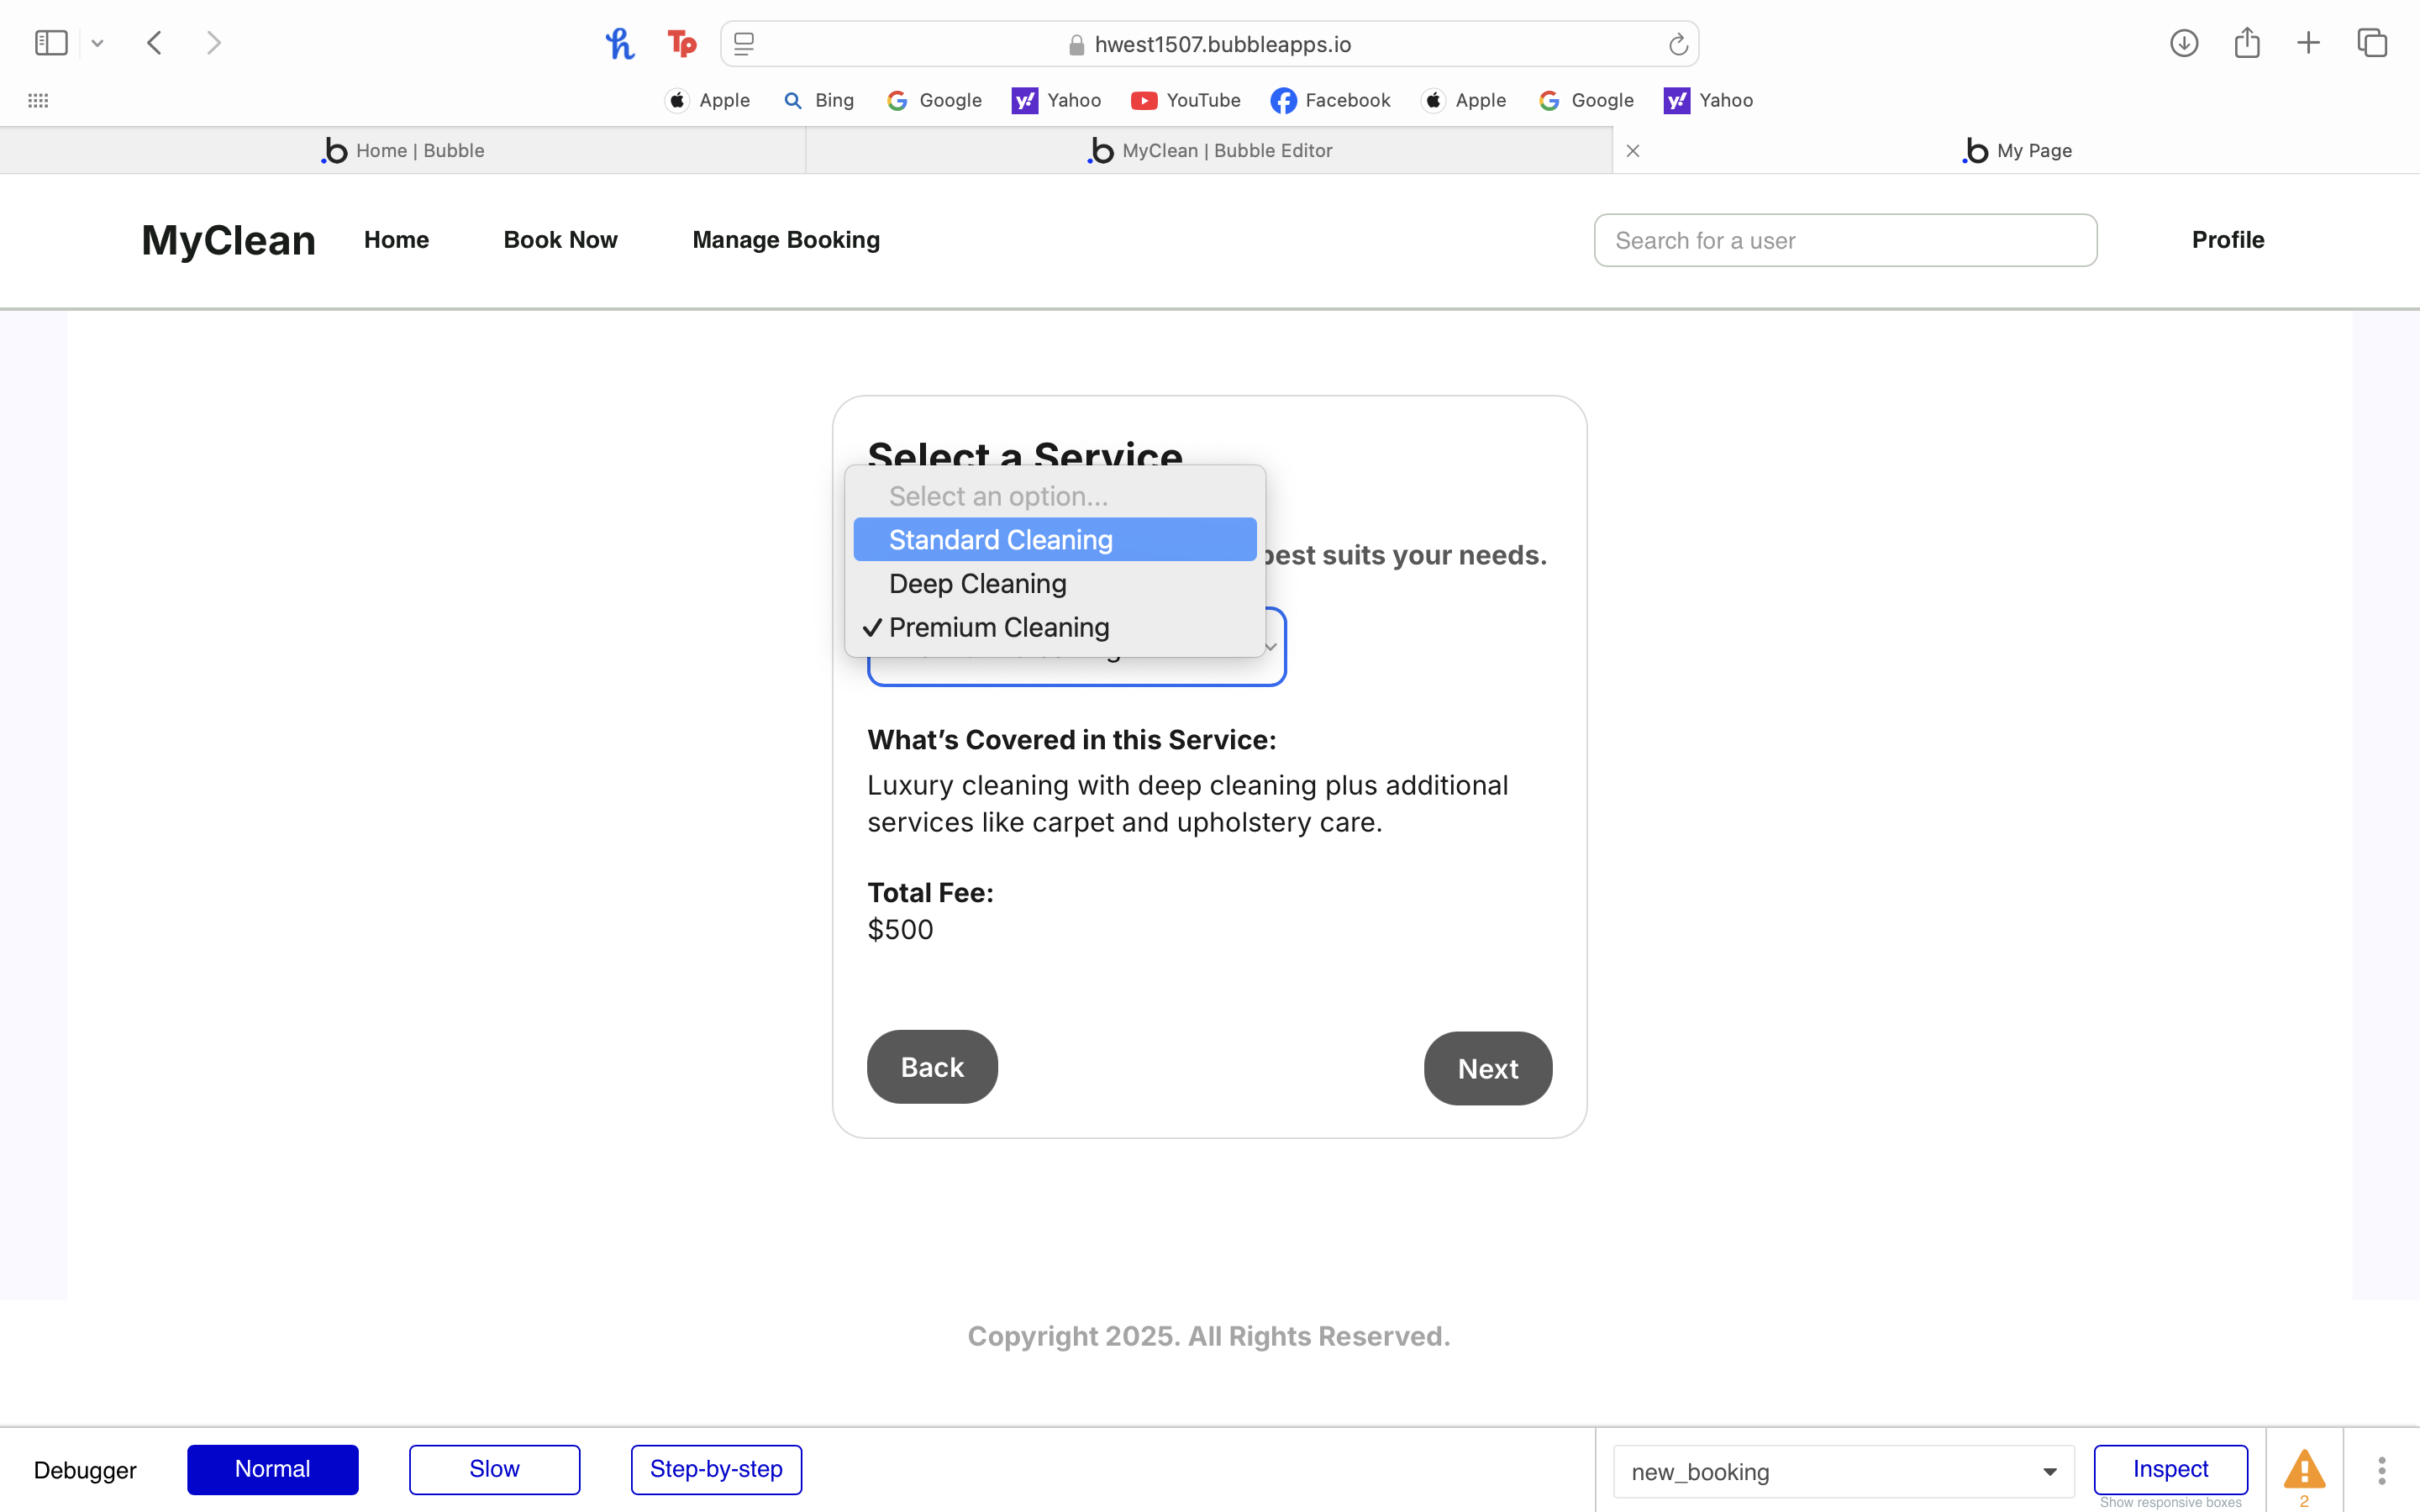 hwest1507.bubbleapps.io
Apple Bing Google Yahoo YouTube Facebook Apple Google Yahoo
Home | Bubble MyClean | Bubble Editor My Page
MyClean Home Book Now Manage Booking Search for a user Profile
Select a Service
Select an option...
Standard Cleaning
best suits your needs.
Deep Cleaning
Premium Cleaning
What's Covered in this Service:
Luxury cleaning with deep cleaning plus additional
services like carpet and upholstery care.
Total Fee:
$500
Back Next
Copyright 2025. All Rights Reserved.
Debugger Normal Slow Step-by-step new_booking Inspect
Show responsive boxes 2